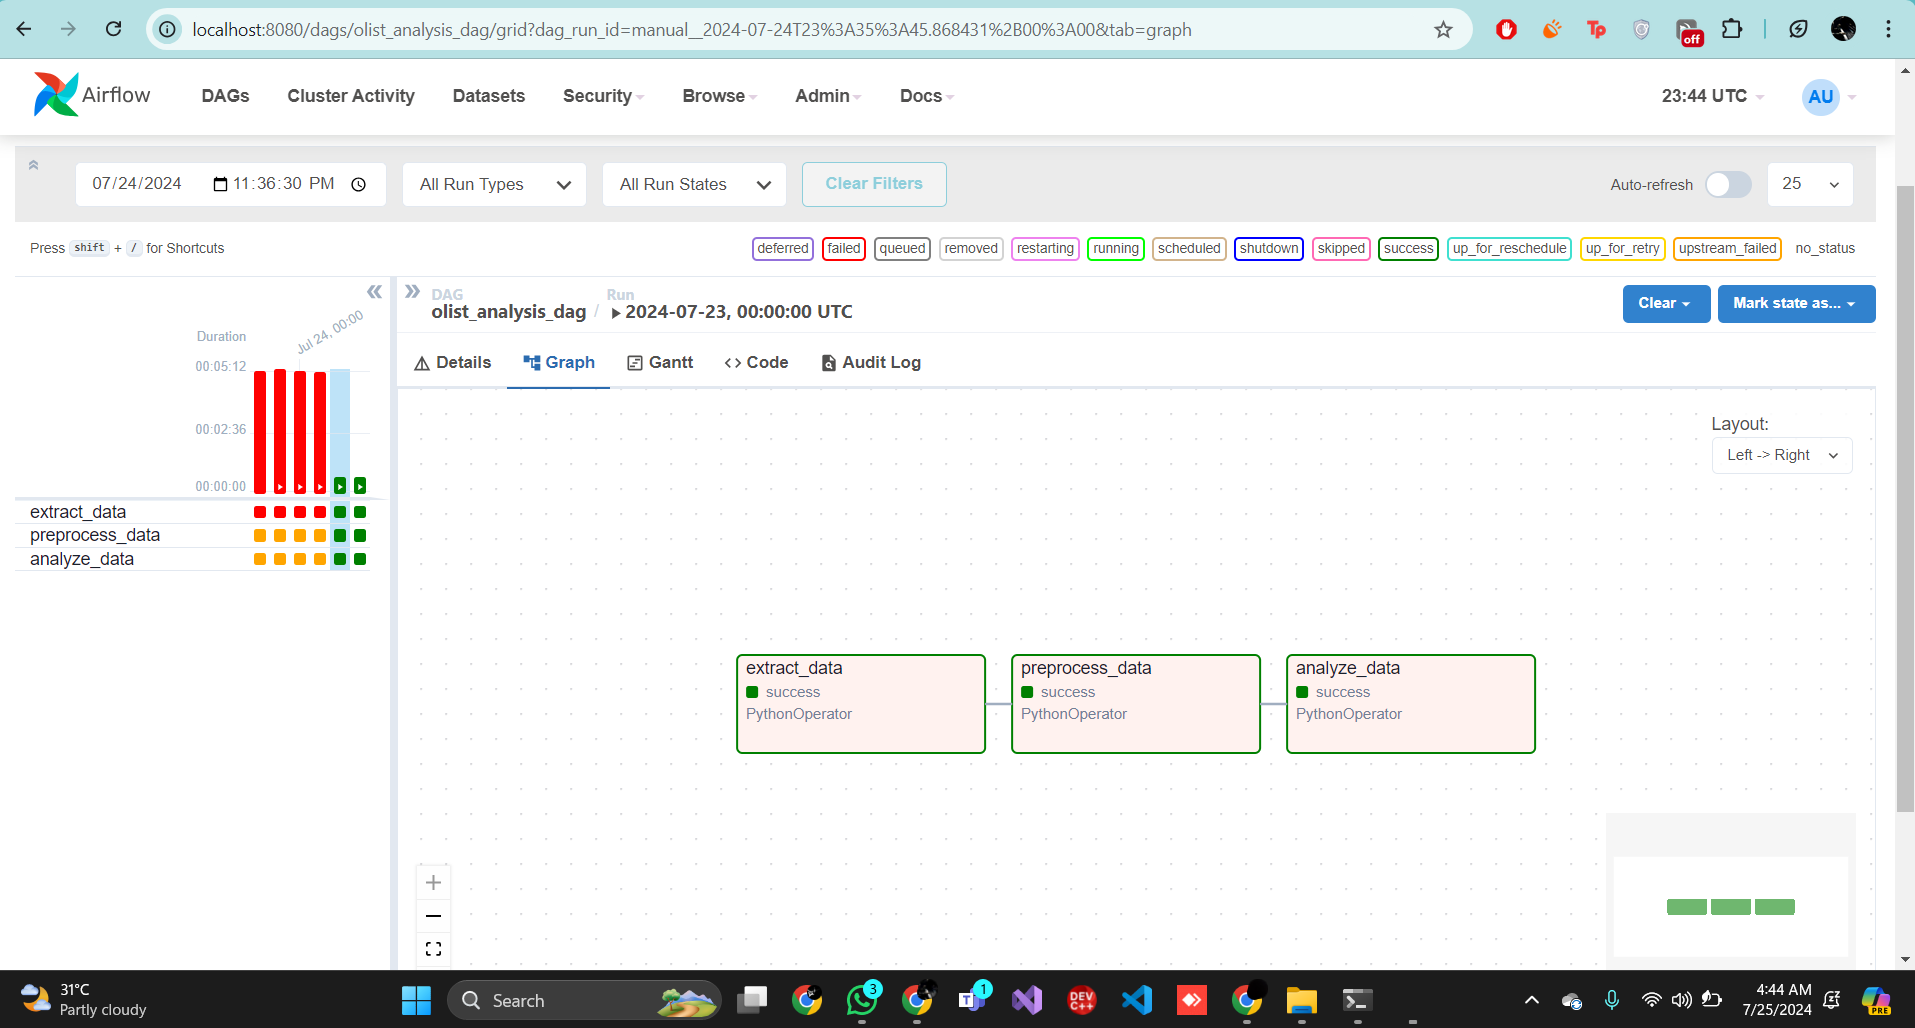 localhost:8080/dags/olist_analysis_dag/grid?dag_run_id=manual__2024-07-24T23%3A35%3A45.868431%2B00%3A00&tab=graph
Tp
off
Airflow
DAGs
Cluster Activity
Datasets
Security
Browse
Admin
Docs
23:44 UTC
AU
07/24/2024 11:36:30 PM
All Run Types
All Run States
Clear Filters
Auto-refresh
25
Press shift + / for Shortcuts
deferred
failed
queued
removed
restarting
running
scheduled
shutdown
skipped
success
up_for_reschedule
up_for_retry
upstream_failed
no_status
Duration
Jul 24, 00:00
00:05:12
00:02:36
00:00:00
extract_data
preprocess_data
analyze_data
DAG
olist_analysis_dag
/
Run
2024-07-23, 00:00:00 UTC
Clear
Mark state as...
Details
Graph
Gantt
Code
Audit Log
Layout:
Left -> Right
extract_data
success
PythonOperator
preprocess_data
success
PythonOperator
analyze_data
success
PythonOperator
31°C
Partly cloudy
Search
3
T
1
DEV
C++
4:44 AM
7/25/2024
PRE